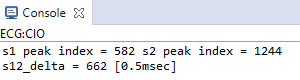 Console
ECG:CIO
s1 peak index = 582 s2 peak index = 1244
s12_delta = 662 [0.5msec]